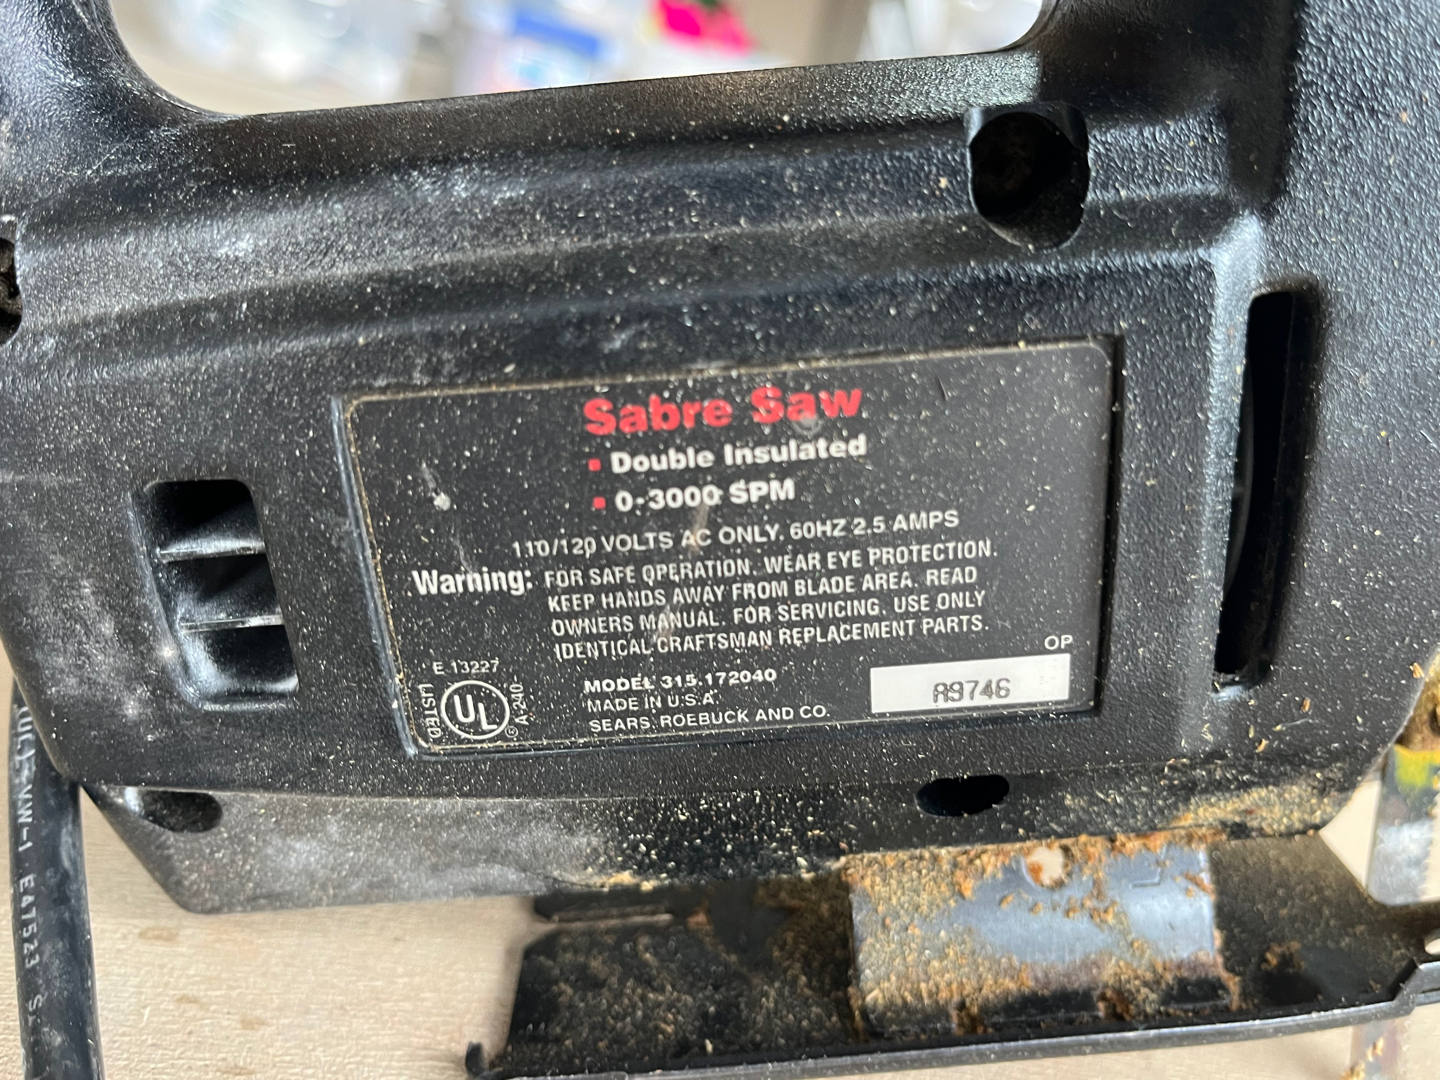 Sabre Saw
▪ Double Insulated
▪ 0-3000 SPM
110/120 VOLTS AC ONLY. 60HZ 2.5 AMPS
Warning: FOR SAFE OPERATION. WEAR EYE PROTECTION.
KEEP HANDS AWAY FROM BLADE AREA. READ
OWNERS MANUAL. FOR SERVICING, USE ONLY
IDENTICAL CRAFTSMAN REPLACEMENT PARTS.
OP
E.13227
LISTED UL ® A-240
MODEL 315.172040
MADE IN U.S.A.
SEARS, ROEBUCK AND CO.
A9746
VW-1 E47523